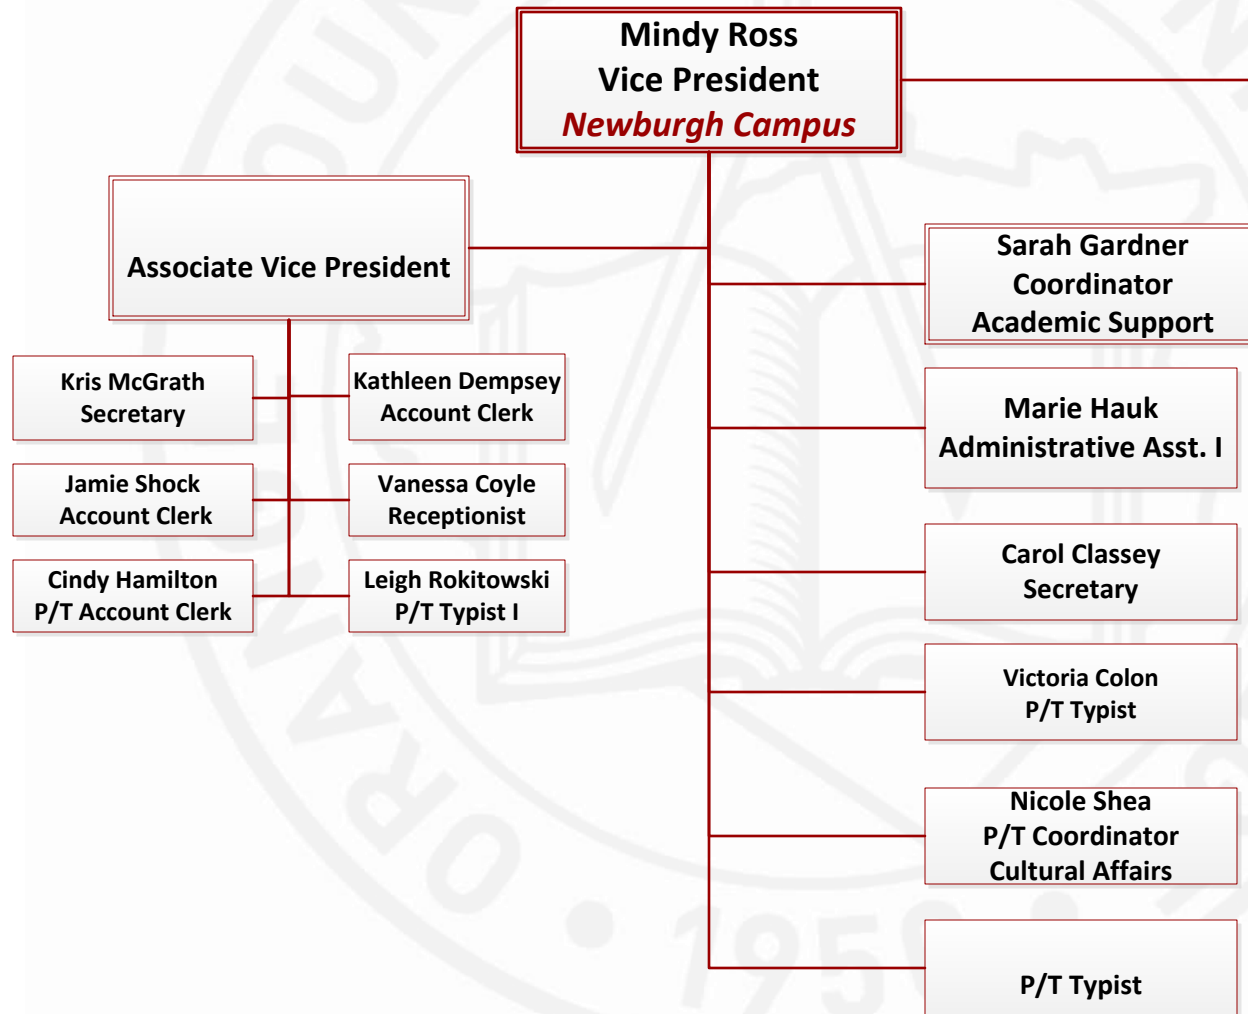 Mindy Ross
Vice President
Newburgh Campus
Associate Vice President
Kris McGrath
Secretary
Kathleen Dempsey
Account Clerk
Jamie Shock
Account Clerk
Vanessa Coyle
Receptionist
Cindy Hamilton
P/T Account Clerk
Leigh Rokitowski
P/T Typist I
Sarah Gardner
Coordinator
Academic Support
Marie Hauk
Administrative Asst. I
Carol Classey
Secretary
Victoria Colon
P/T Typist
Nicole Shea
P/T Coordinator
Cultural Affairs
P/T Typist
ORANGE
1950